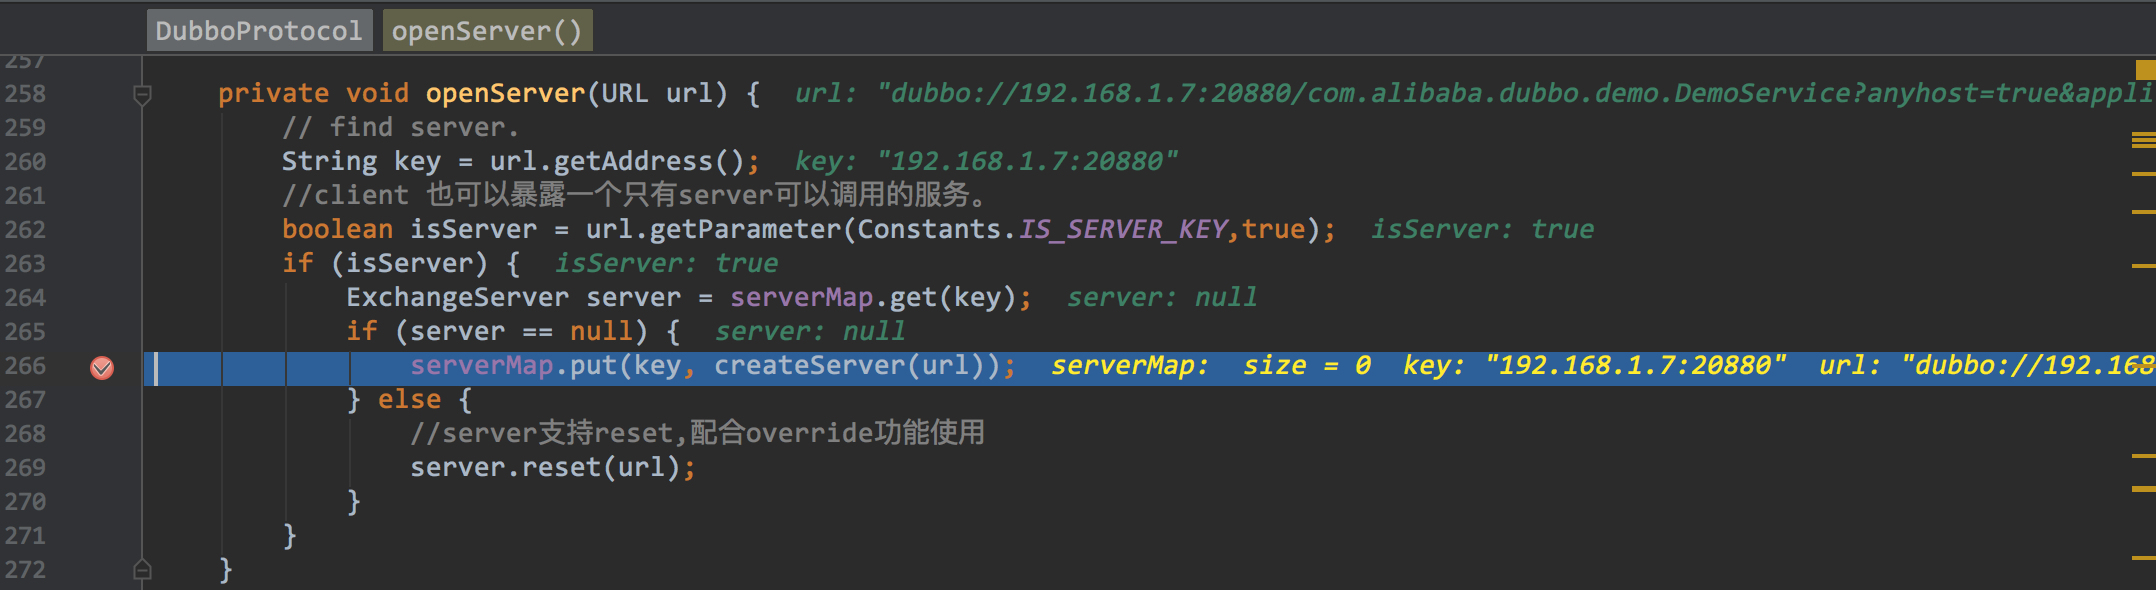 DubboProtocol openServer()
257
258 private void openServer(URL url) { url: "dubbo://192.168.1.7:20880/com.alibaba.dubbo.demo.DemoService?anyhost=true&appli
259 // find server.
260 String key = url.getAddress(); key: "192.168.1.7:20880"
261 //client 也可以暴露一个只有server可以调用的服务。
262 boolean isServer = url.getParameter(Constants.IS_SERVER_KEY,true); isServer: true
263 if (isServer) { isServer: true
264 ExchangeServer server = serverMap.get(key); server: null
265 if (server == null) { server: null
266 serverMap.put(key, createServer(url)); serverMap: size = 0 key: "192.168.1.7:20880" url: "dubbo://192.168
267 } else {
268 //server支持reset,配合override功能使用
269 server.reset(url);
270 }
271 }
272 }